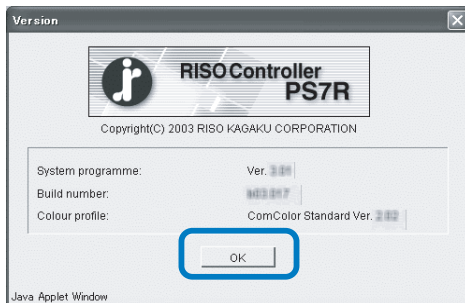 Version
RISO Controller
PS7R
Copyright(C) 2003 RISO KAGAKU CORPORATION
System programme: Ver.
Build number:
Colour profile: ComColor Standard Ver.
OK
Java Applet Window